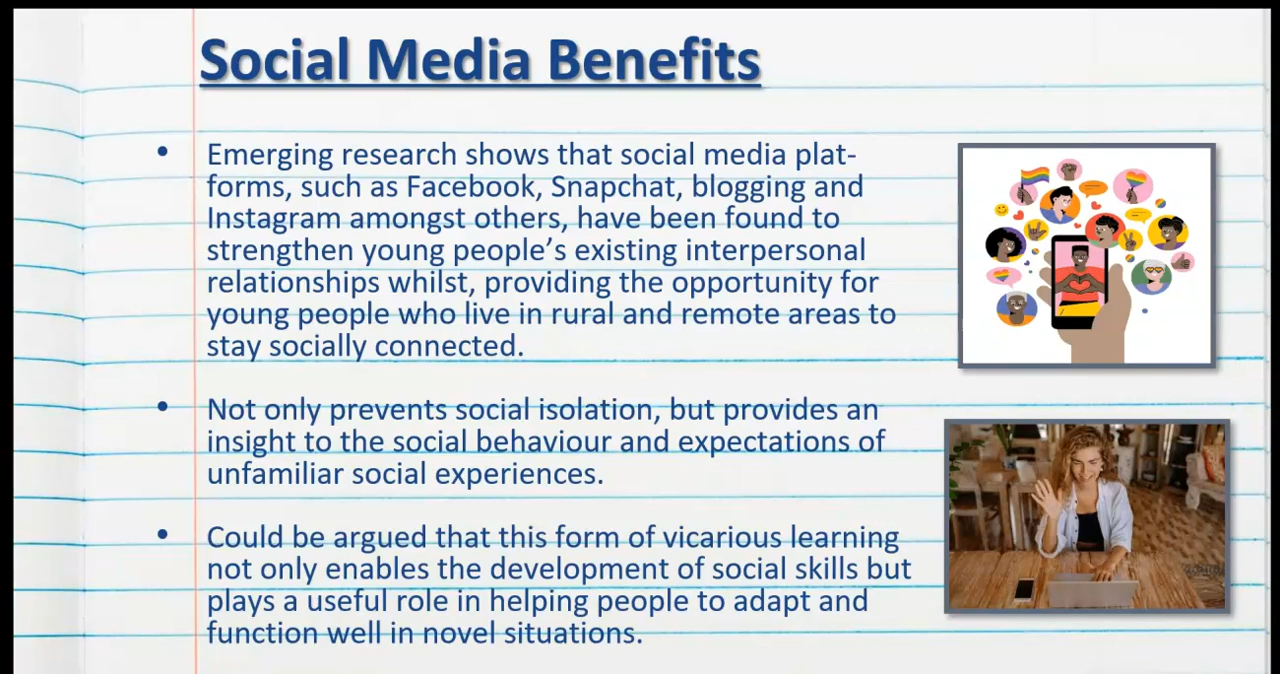 Social Media Benefits
• Emerging research shows that social media plat-
forms, such as Facebook, Snapchat, blogging and
Instagram amongst others, have been found to
strengthen young people’s existing interpersonal
relationships whilst, providing the opportunity for
young people who live in rural and remote areas to
stay socially connected.
• Not only prevents social isolation, but provides an
insight to the social behaviour and expectations of
unfamiliar social experiences.
• Could be argued that this form of vicarious learning
not only enables the development of social skills but
plays a useful role in helping people to adapt and
function well in novel situations.